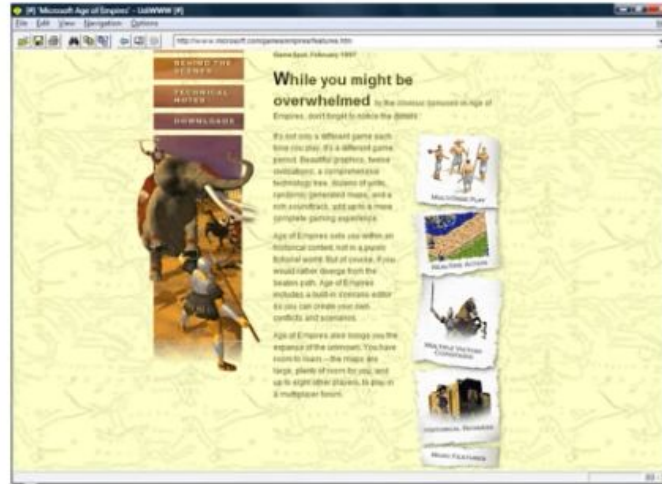 [#] 'Microsoft Age of Empires' - UdiWWW [#]
File Edit View Navigation Options
http://www.microsoft.com/games/empires/features.htm
GameSpot, February 1997
BEHIND THE
SCENES
TECHNICAL
NOTES
DOWNLOADS
While you might be
overwhelmed by the obvious bonuses in Age of
Empires, don't forget to notice the details.
It's not only a different game each
time you play, it's a different game
period. Beautiful graphics, twelve
civilizations, a comprehensive
technology tree, dozens of units,
randomly generated maps, and a
rich soundtrack, add up to a more
complete gaming experience.
Age of Empires sets you within an
historical context, not in a purely
fictional world. But of course, if you
would rather diverge from the
beaten path, Age of Empires
includes a built-in scenario editor
so you can create your own
conflicts and scenarios.
Age of Empires also brings you the
expanse of the unknown. You have
room to roam -- the maps are
large, plenty of room for you, and
up to eight other players, to play in
a multiplayer forum.
MULTIMODE PLAY
REALTIME ACTION
MULTIPLE VICTORY
CONDITIONS
HISTORICAL
MORE FEATURES